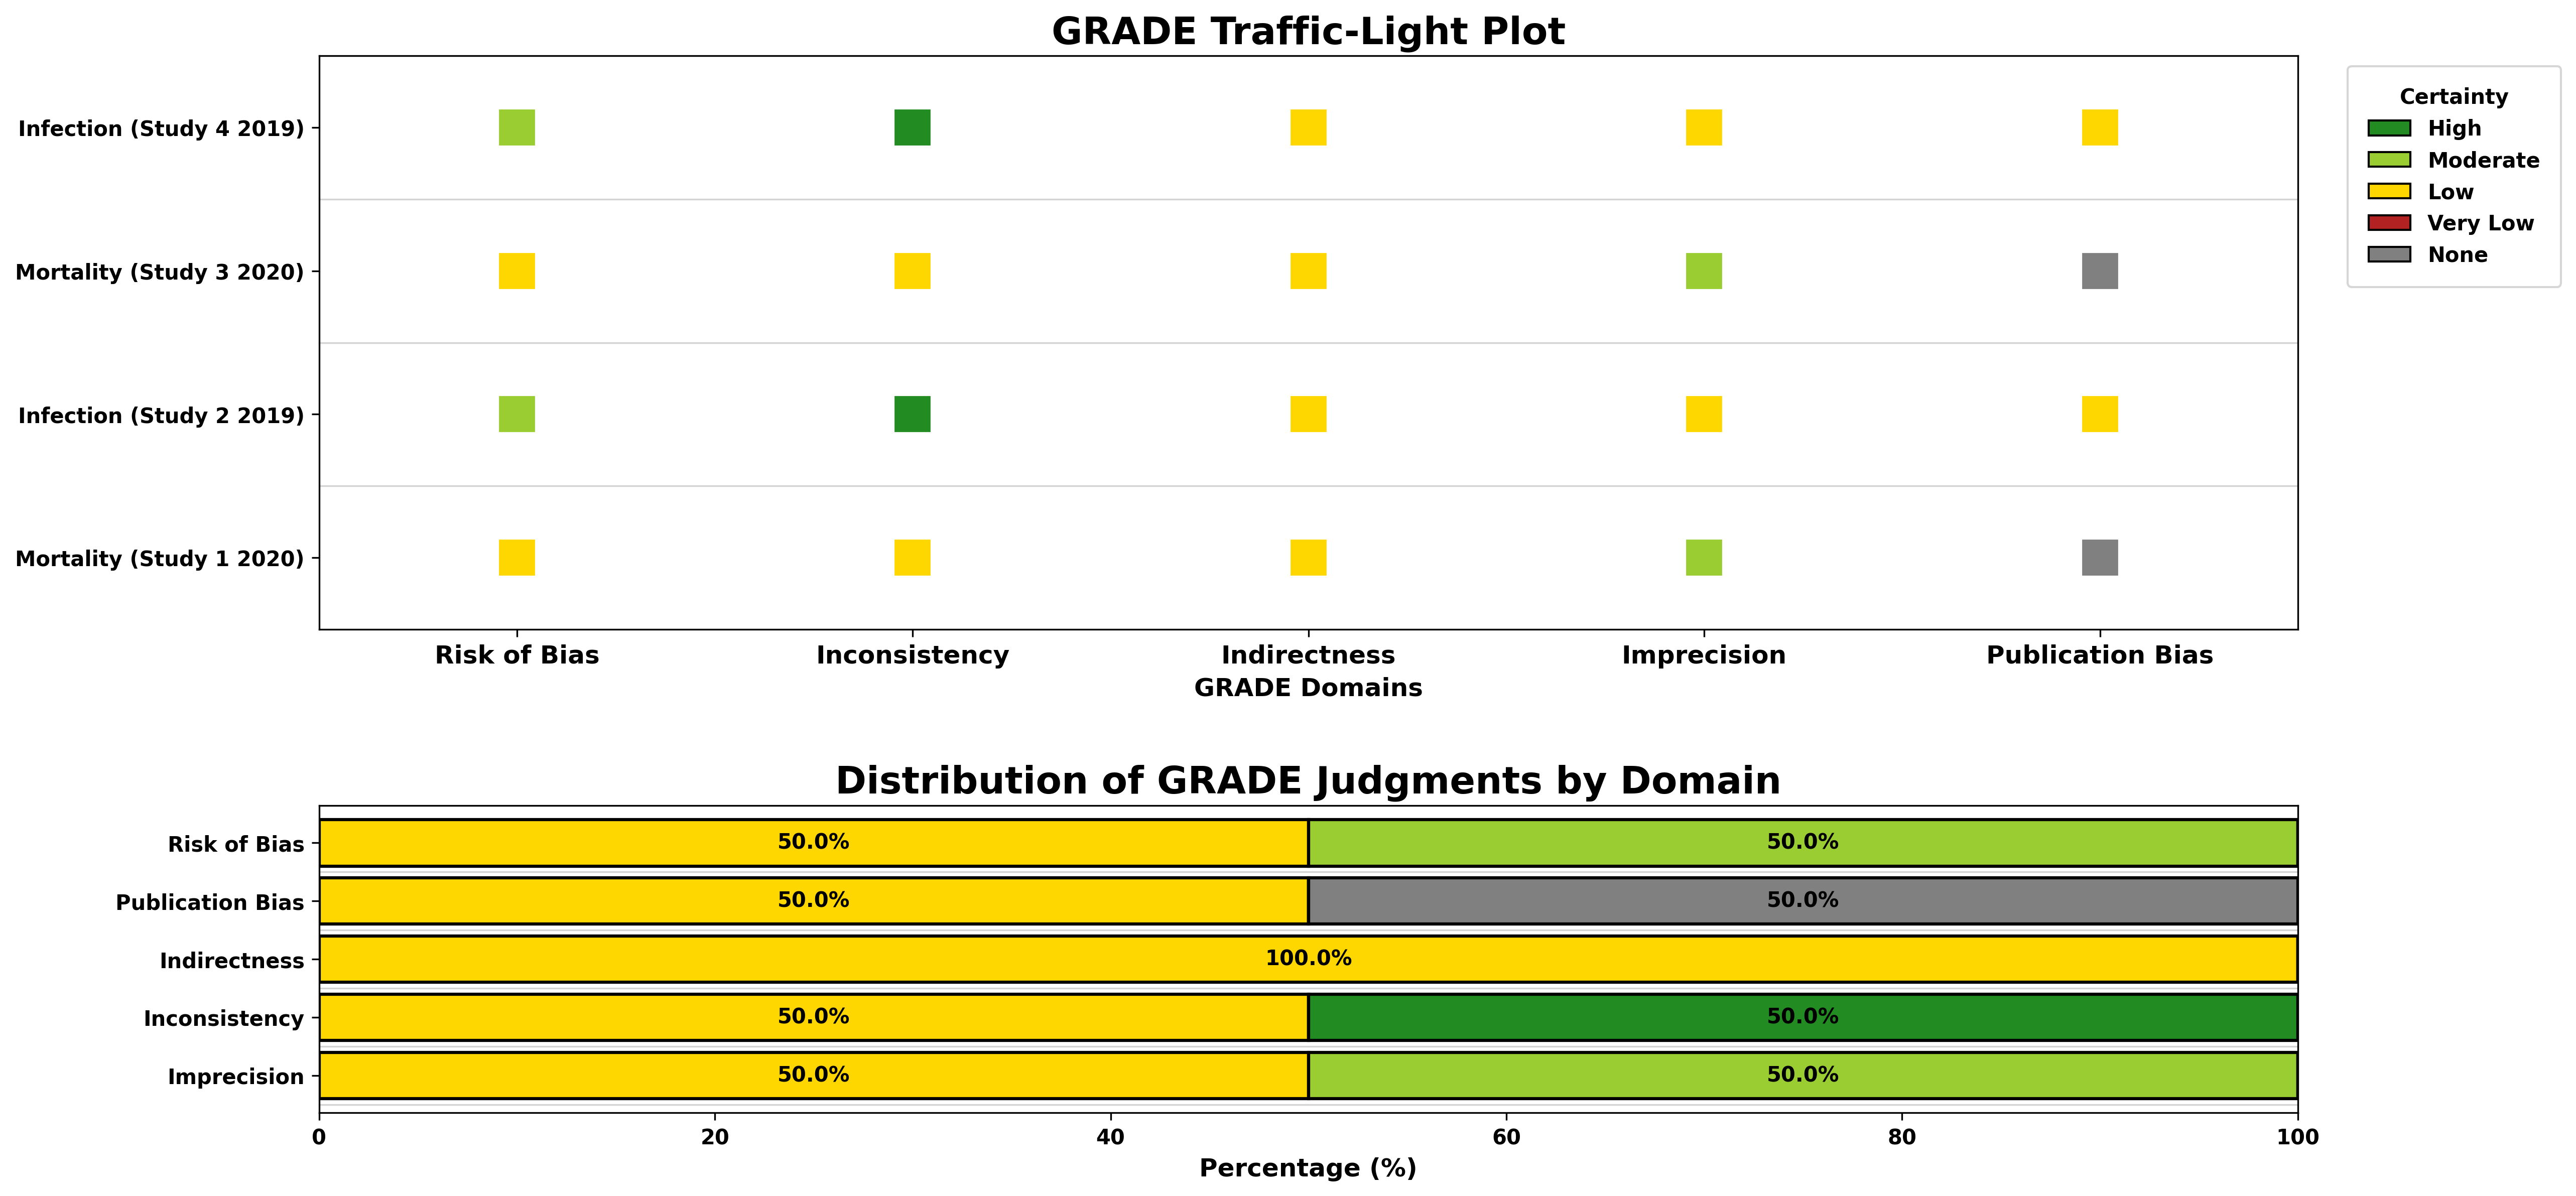 GRADE Traffic-Light Plot
Infection (Study 4 2019)
Mortality (Study 3 2020)
Infection (Study 2 2019)
Mortality (Study 1 2020)
Risk of Bias
Inconsistency
Indirectness
Imprecision
Publication Bias
GRADE Domains
Certainty
High
Moderate
Low
Very Low
None
Distribution of GRADE Judgments by Domain
Risk of Bias
50.0%
50.0%
Publication Bias
50.0%
50.0%
Indirectness
100.0%
Inconsistency
50.0%
50.0%
Imprecision
50.0%
50.0%
0
20
40
60
80
100
Percentage (%)